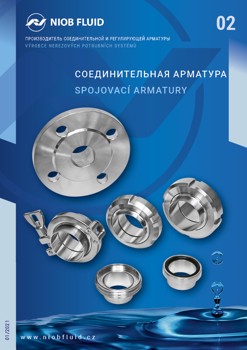 NIOB FLUID
02
ПРОИЗВОДИТЕЛЬ СОЕДИНИТЕЛЬНОЙ И РЕГУЛИРУЮЩЕЙ АРМАТУРЫ
VÝROBCE NEREZOVÝCH POTRUBNÍCH SYSTÉMŮ
СОЕДИНИТЕЛЬНАЯ АРМАТУРА
SPOJOVACÍ ARMATURY
01/2021
www.niobfluid.cz